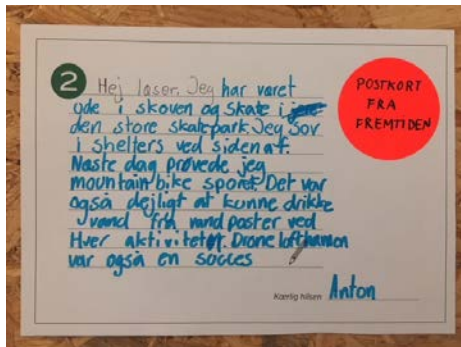 2
Hej læser. Jeg har været
ude i skoven og skate i
den store skatepark. Jeg Sov
i shelters ved siden af.
Næste dag prøvede jeg
mountain bike sporet. Det var
også dejligt at kunne drikke
vand fra vandposter ved
Hver aktivitet. Drone lufthavnen
var også en socces
Kærlig hilsen Anton
POSTKORT
FRA
FREMTIDEN